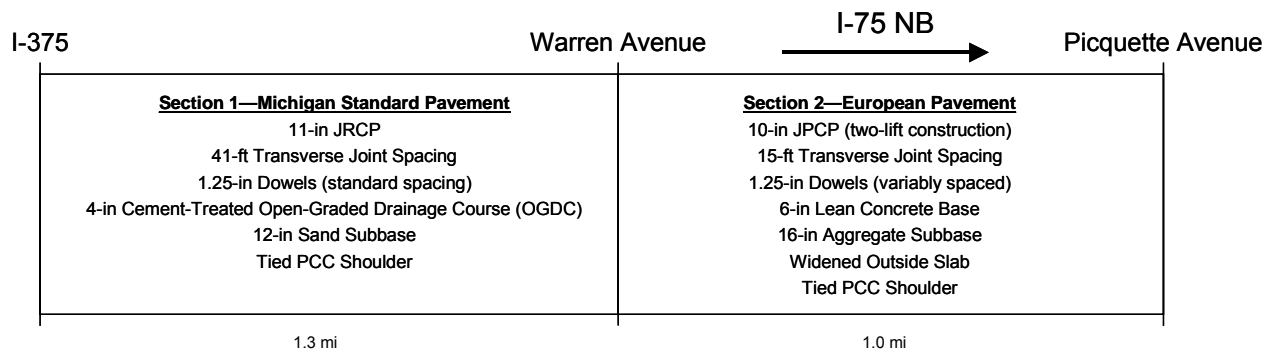 I-75 NB
I-375
Warren Avenue
Picquette Avenue
Section 1—Michigan Standard Pavement
11-in JRCP
41-ft Transverse Joint Spacing
1.25-in Dowels (standard spacing)
4-in Cement-Treated Open-Graded Drainage Course (OGDC)
12-in Sand Subbase
Tied PCC Shoulder
Section 2—European Pavement
10-in JPCP (two-lift construction)
15-ft Transverse Joint Spacing
1.25-in Dowels (variably spaced)
6-in Lean Concrete Base
16-in Aggregate Subbase
Widened Outside Slab
Tied PCC Shoulder
1.3 mi
1.0 mi